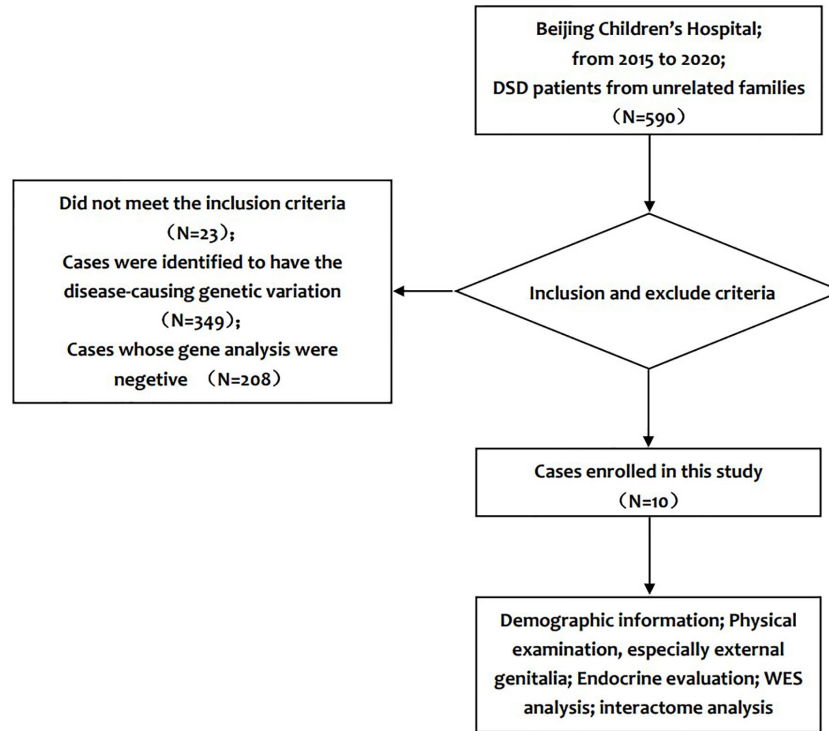 Beijing Children’s Hospital;
from 2015 to 2020;
DSD patients from unrelated families
（N=590）
Did not meet the inclusion criteria
（N=23）;
Cases were identified to have the
disease-causing genetic variation
（N=349）;
Cases whose gene analysis were
negetive （N=208）
Inclusion and exclude criteria
Cases enrolled in this study
（N=10）
Demographic information; Physical
examination, especially external
genitalia; Endocrine evaluation; WES
analysis; interactome analysis